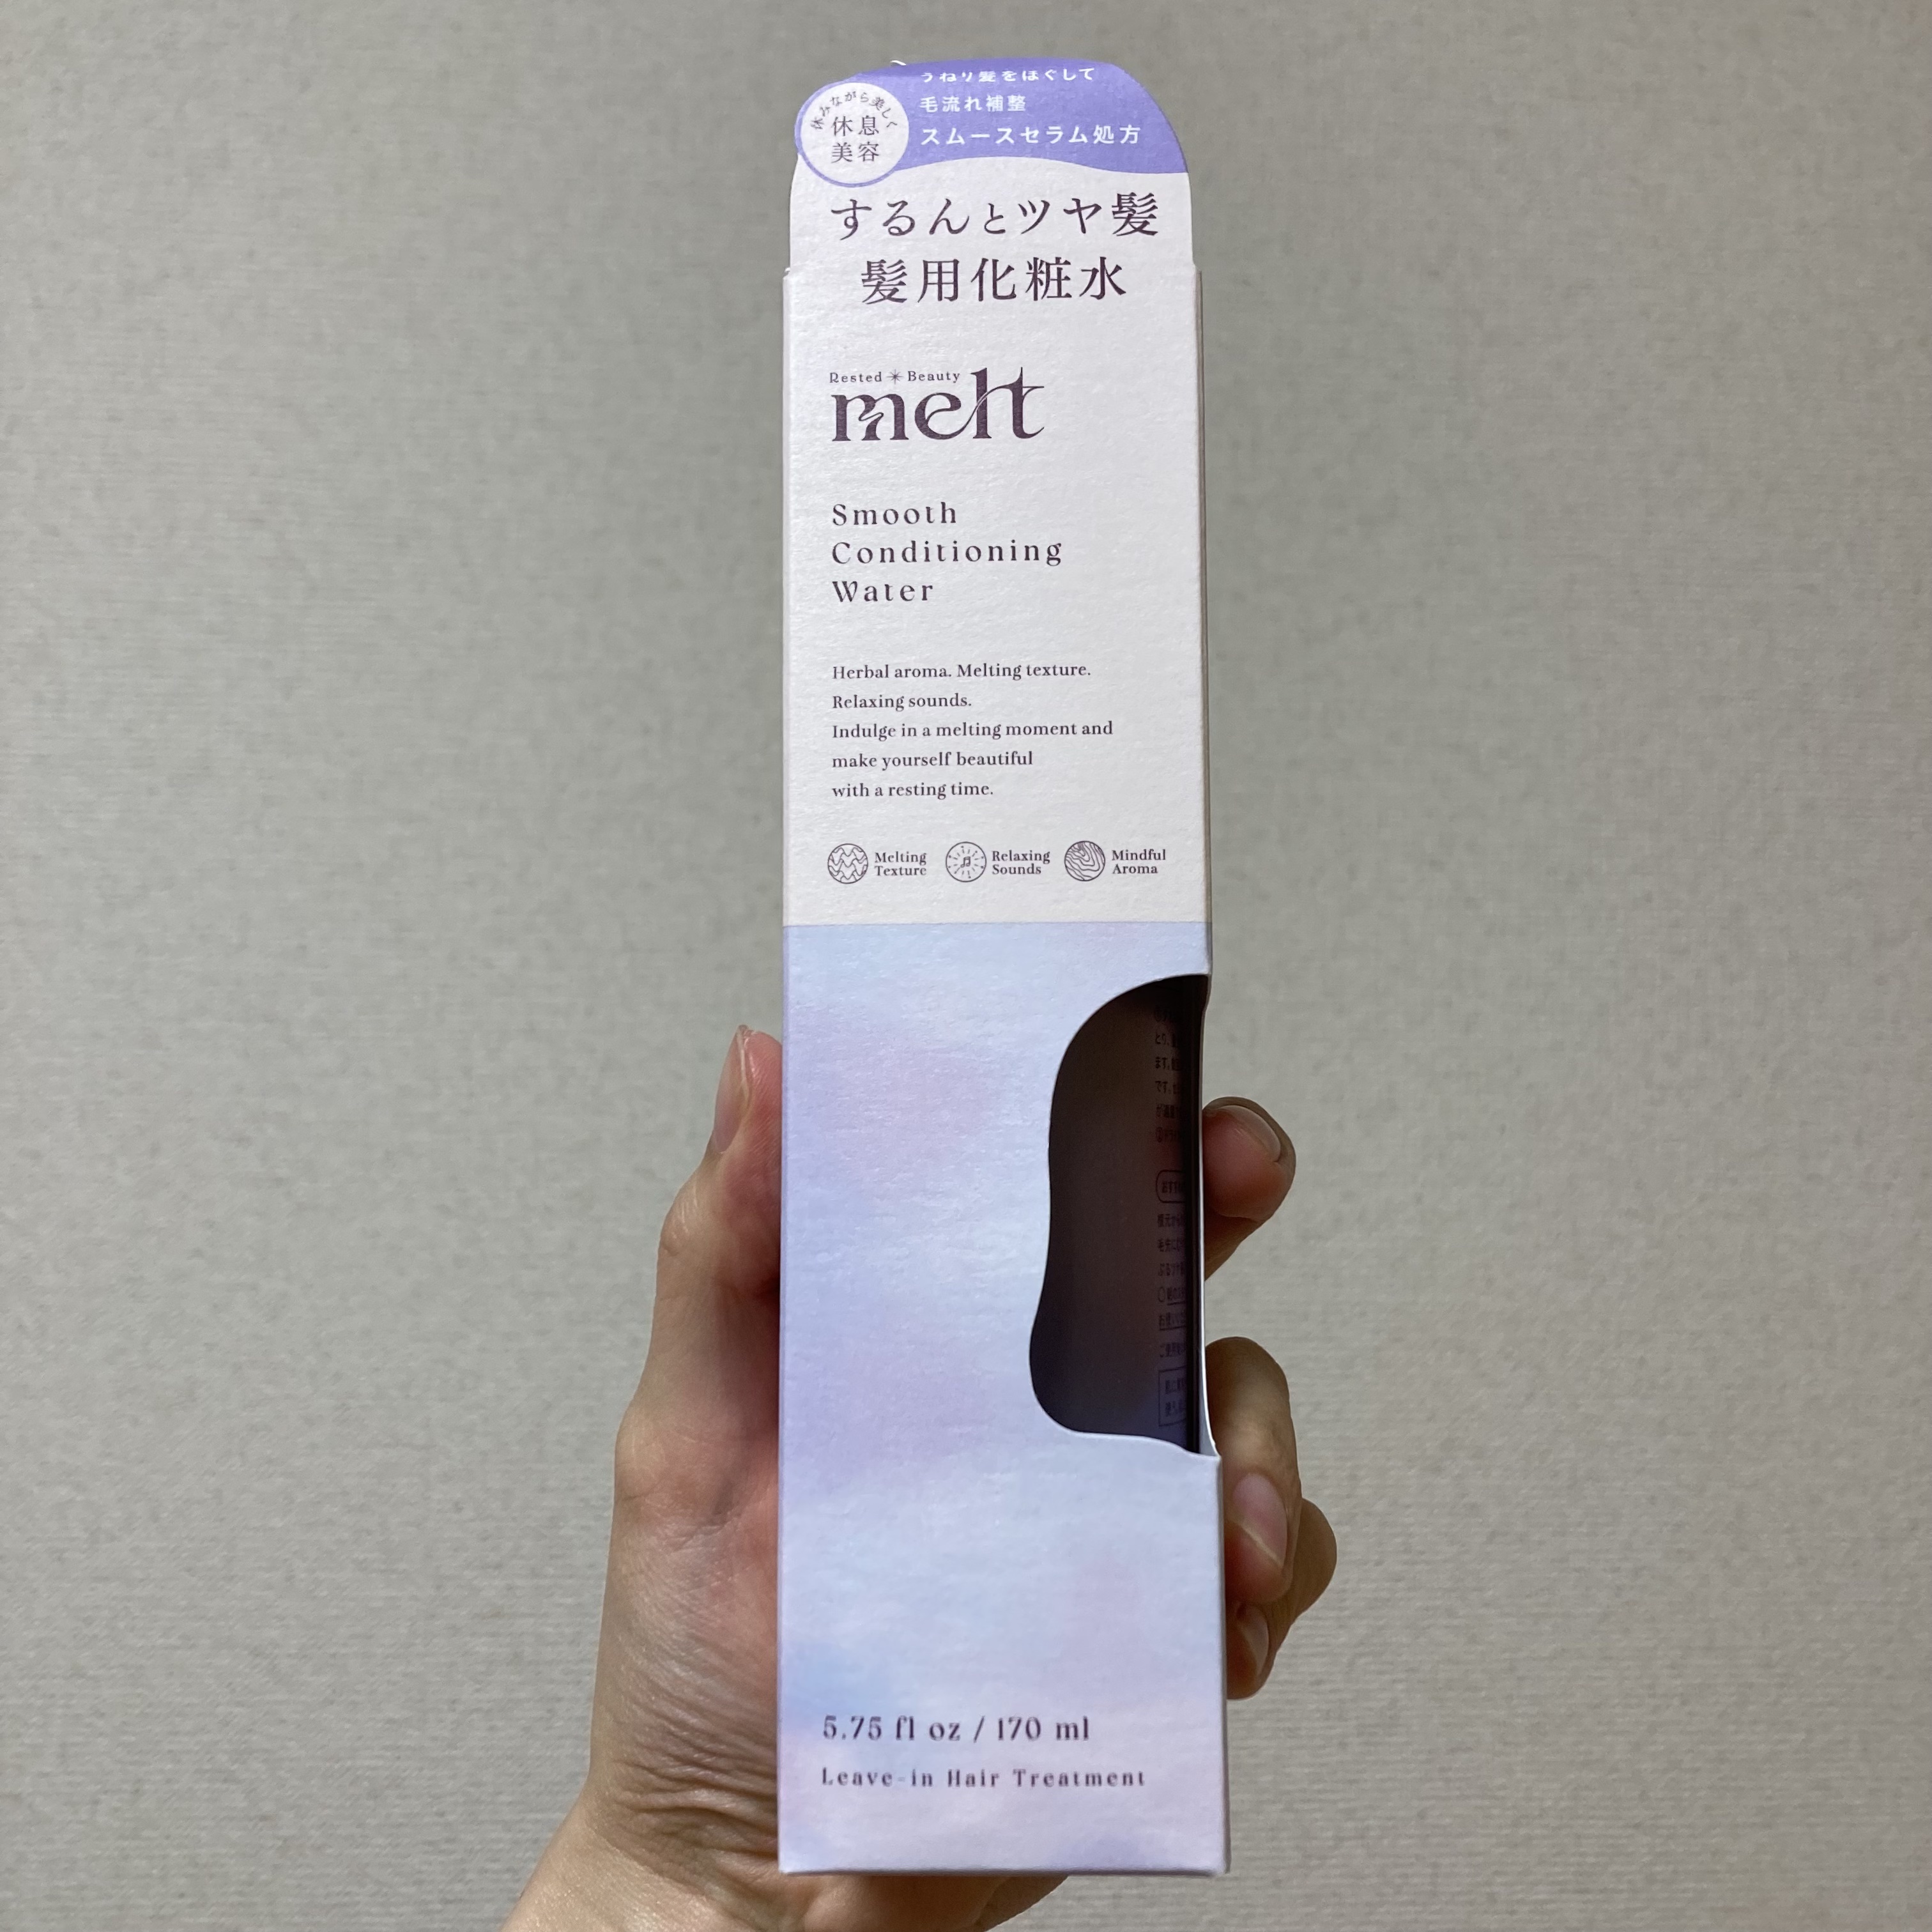 うねり髪をほぐして
毛流れ補整
スムースセラム処方
休みながら美しく
休息
美容
するんとツヤ髪
髪用化粧水
Rested Beauty
melt
Smooth
Conditioning
Water
Herbal aroma. Melting texture.
Relaxing sounds.
Indulge in a melting moment and
make yourself beautiful
with a resting time.
Melting
Texture
Relaxing
Sounds
Mindful
Aroma
5.75 fl oz / 170 ml
Leave-in Hair Treatment